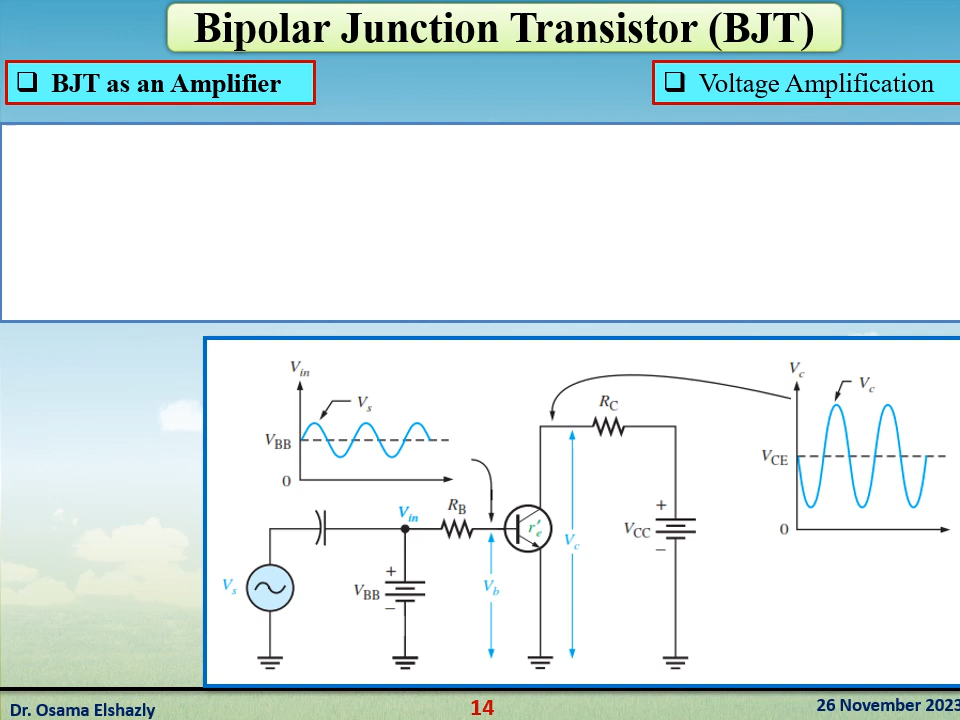 Bipolar Junction Transistor (BJT)
❑ BJT as an Amplifier
❑ Voltage Amplification
Vin
Vs
VBB
0
Vin
RB
Vs
+
VBB
−
Vb
r′e
Vc
RC
+
VCC
−
Vc
Vc
VCE
0
Dr. Osama Elshazly
14
26 November 2023